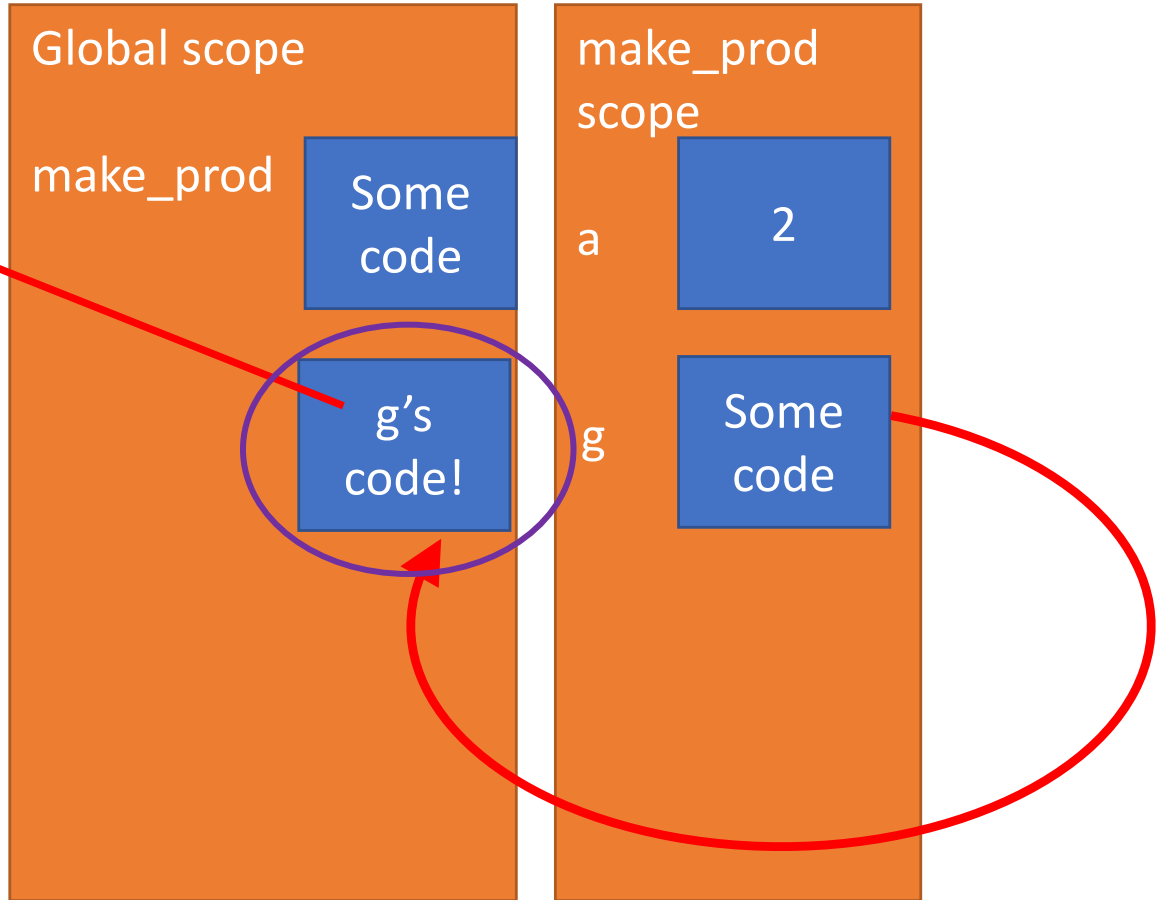 Global scope
make_prod
Some
code
g’s
code!
make_prod
scope
a
2
g
Some
code